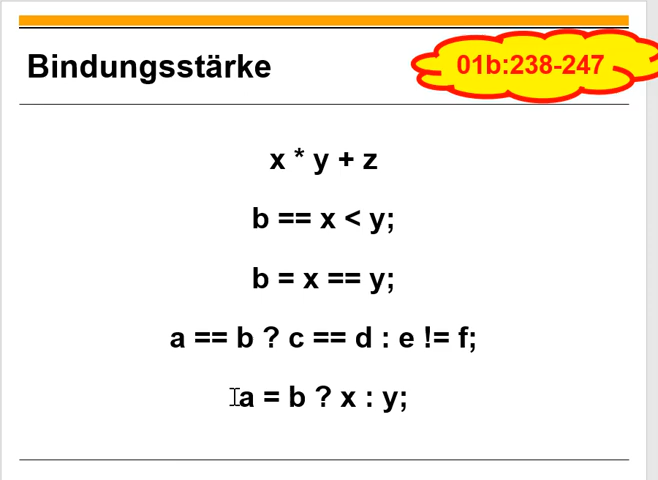 Bindungsstärke
01b:238-247
x * y + z
b == x < y;
b = x == y;
a == b ? c == d : e != f;
a = b ? x : y;